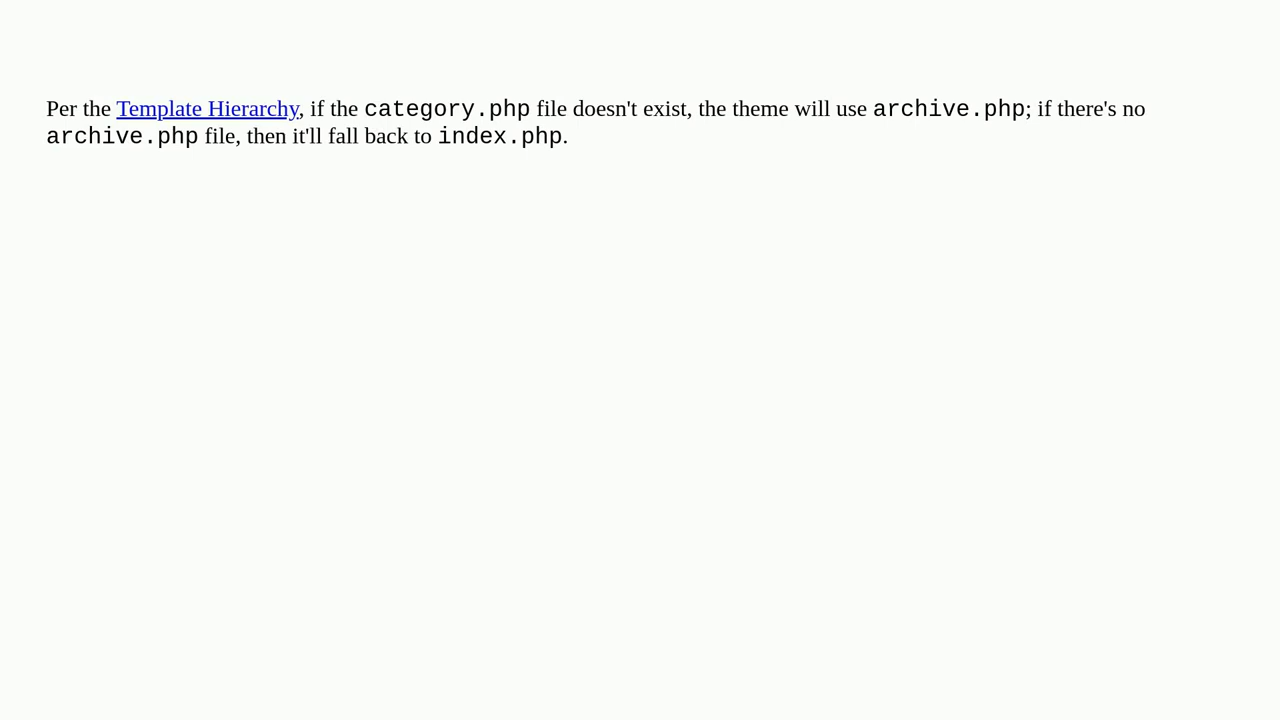 Per the Template Hierarchy, if the category.php file doesn't exist, the theme will use archive.php; if there's no
archive.php file, then it'll fall back to index.php.